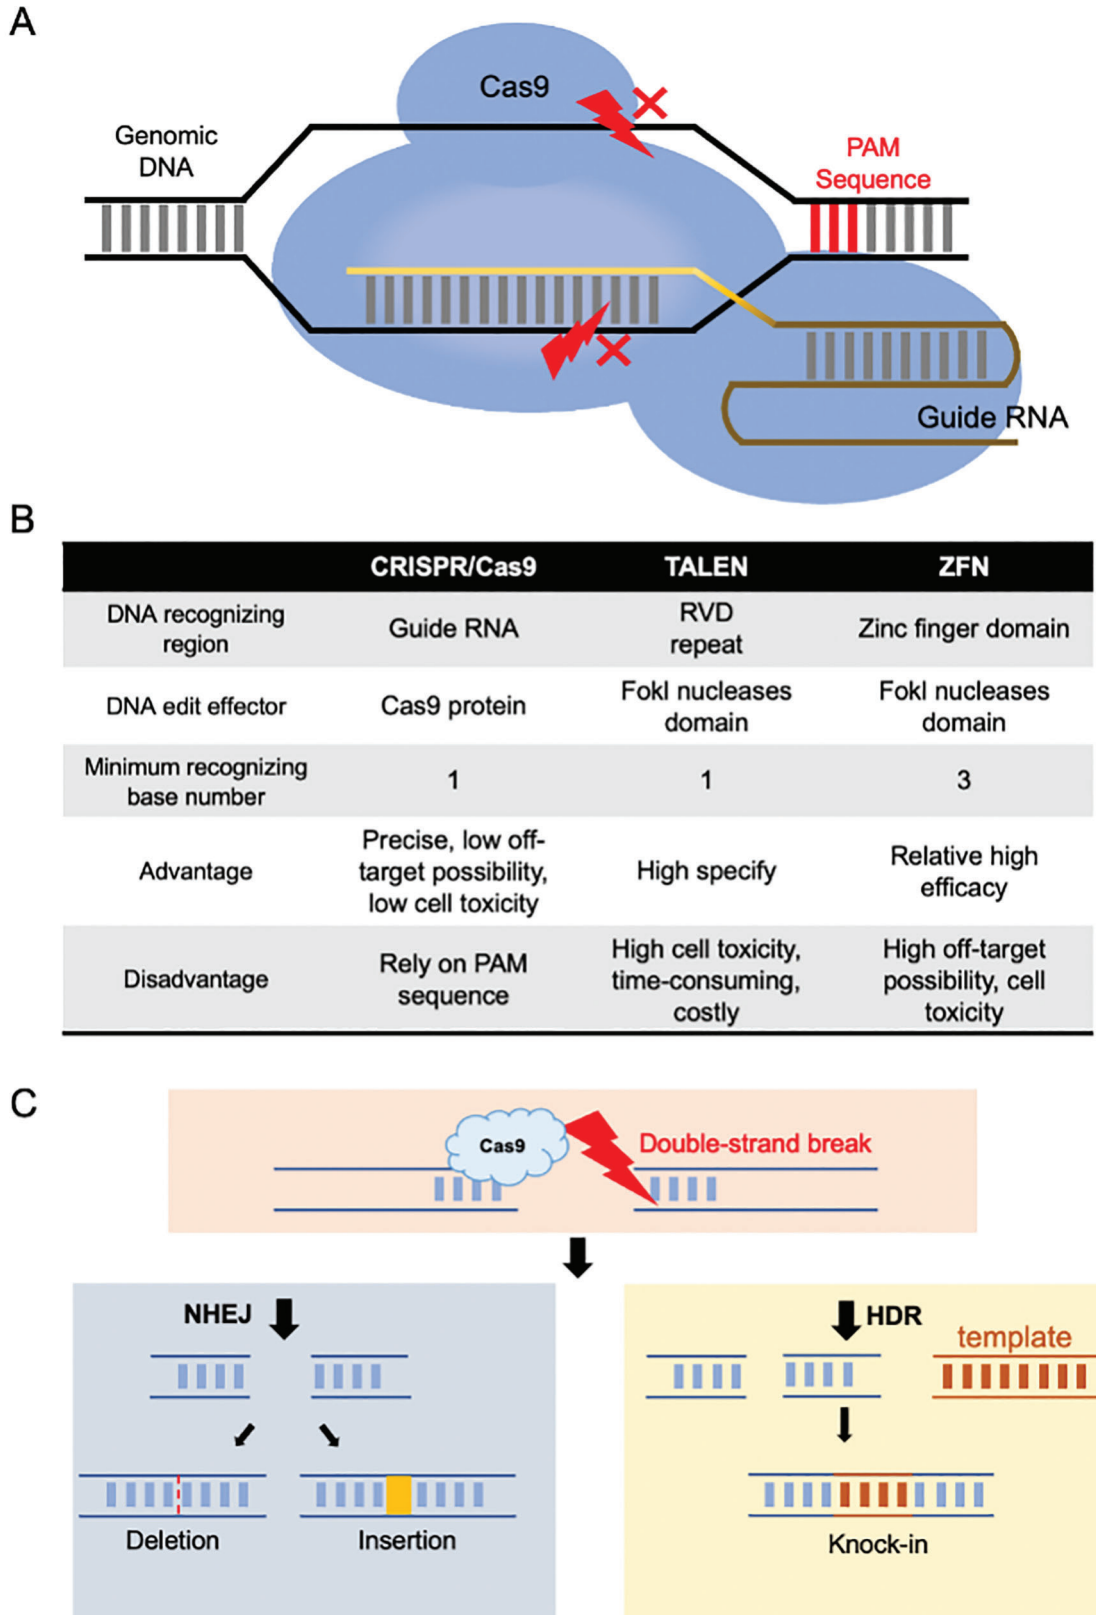 A
Cas9
Genomic
DNA
PAM
Sequence
Guide RNA
B
CRISPR/Cas9 TALEN ZFN
DNA recognizing
region
Guide RNA
RVD
repeat
Zinc finger domain
DNA edit effector
Cas9 protein
FokI nucleases
domain
FokI nucleases
domain
Minimum recognizing
base number
1
1
3
Advantage
Precise, low off-
target possibility,
low cell toxicity
High specify
Relative high
efficacy
Disadvantage
Rely on PAM
sequence
High cell toxicity,
time-consuming,
costly
High off-target
possibility, cell
toxicity
C
Cas9
Double-strand break
NHEJ
Deletion
Insertion
HDR
template
Knock-in